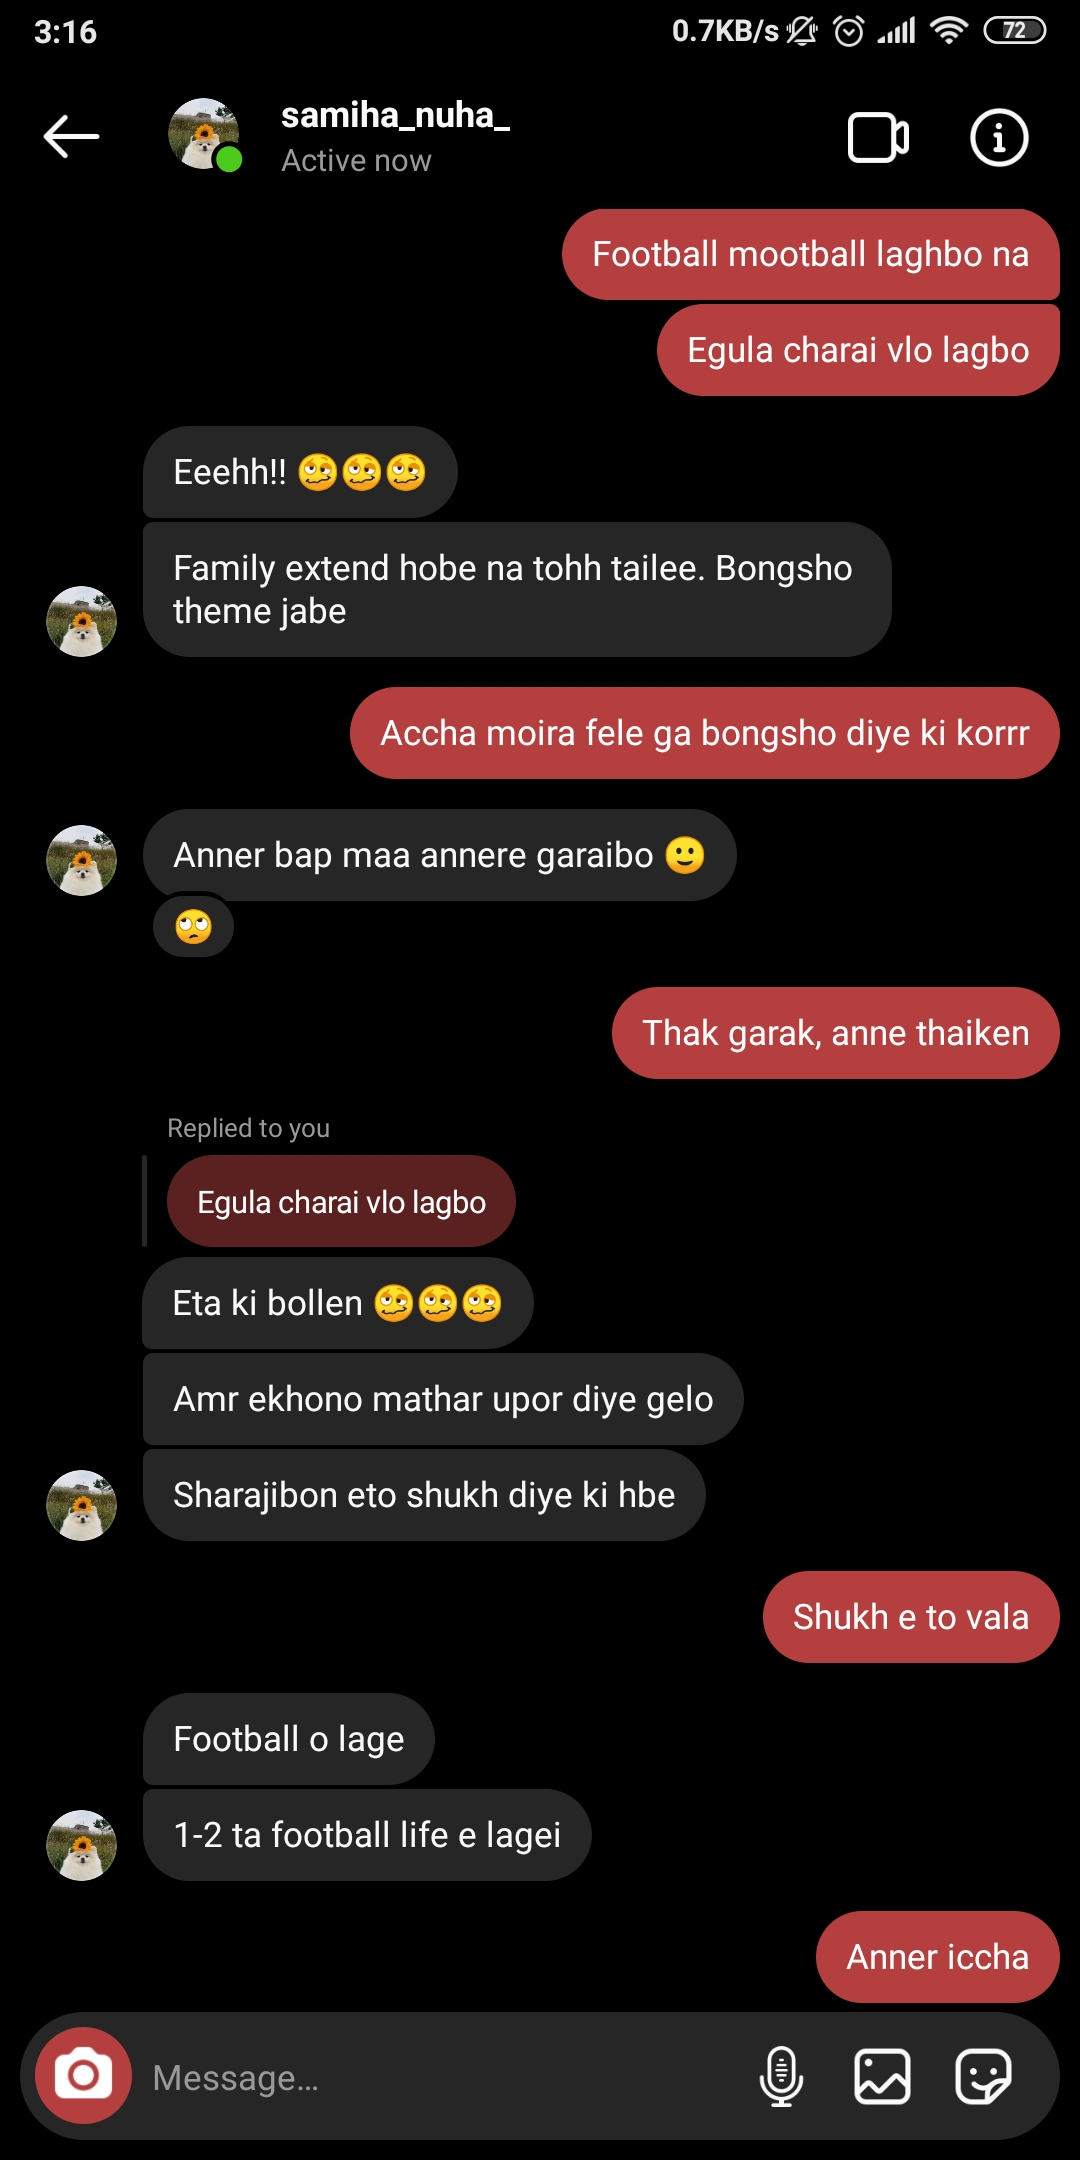 3:16
0.7KB/s
72
samiha_nuha_
Active now
Football mootball laghbo na
Egula charai vlo lagbo
Eeehh!! 🥴🥴🥴
Family extend hobe na tohh tailee. Bongsho
theme jabe
Accha moira fele ga bongsho diye ki korrr
Anner bap maa annere garaibo 🙂
🙄
Thak garak, anne thaiken
Replied to you
Egula charai vlo lagbo
Eta ki bollen 🥴🥴🥴
Amr ekhono mathar upor diye gelo
Sharajibon eto shukh diye ki hbe
Shukh e to vala
Football o lage
1-2 ta football life e lagei
Anner iccha
Message...